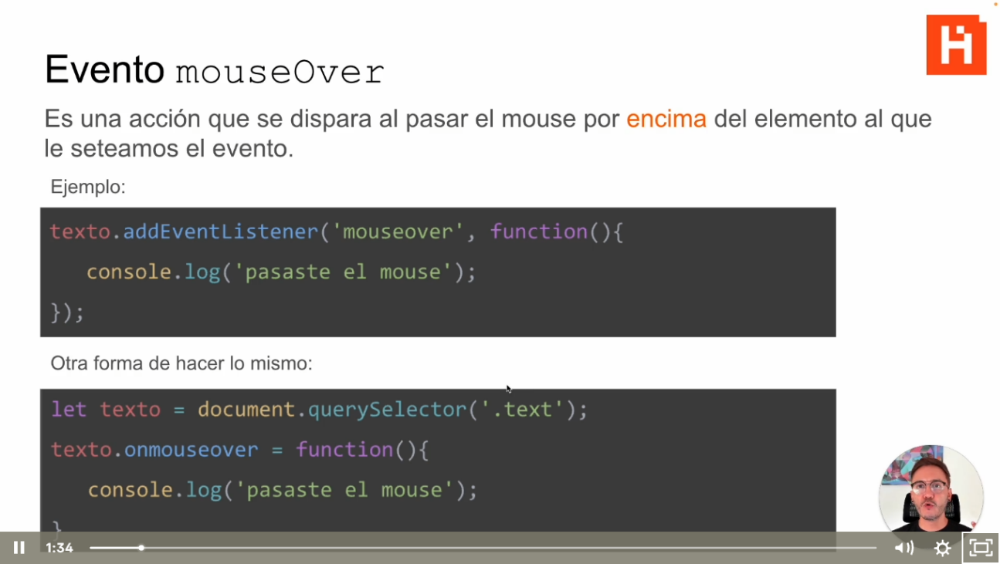 H
Evento mouseOver
Es una acción que se dispara al pasar el mouse por encima del elemento al que
le seteamos el evento.
Ejemplo:
texto.addEventListener('mouseover', function(){
console.log('pasaste el mouse');
});
Otra forma de hacer lo mismo:
let texto = document.querySelector('.text');
texto.onmouseover = function(){
console.log('pasaste el mouse');
}
1:34